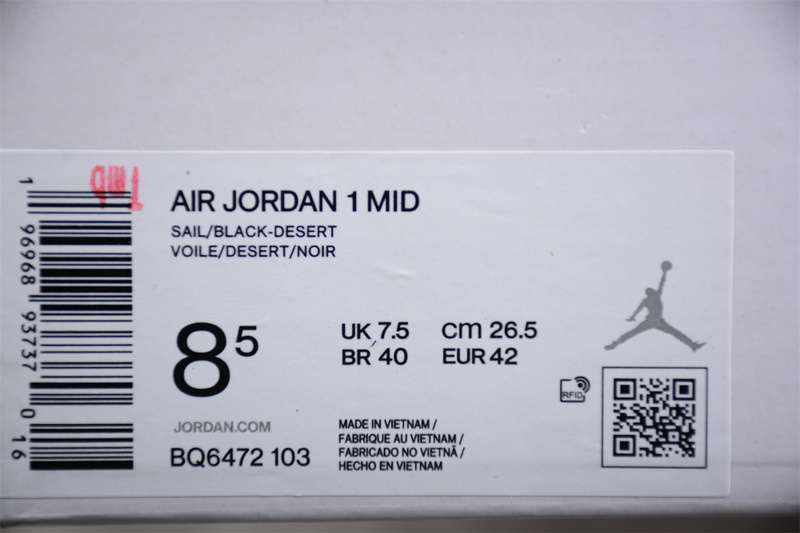 AIR JORDAN 1 MID
SAIL/BLACK-DESERT
VOILE/DESERT/NOIR
8 5
UK 7.5 cm 26.5
BR 40 EUR 42
RFID
JORDAN.COM
BQ6472 103
MADE IN VIETNAM /
FABRIQUE AU VIETNAM /
FABRICADO NO VIETNÃ /
HECHO EN VIETNAM
1 96968 93737 0 16